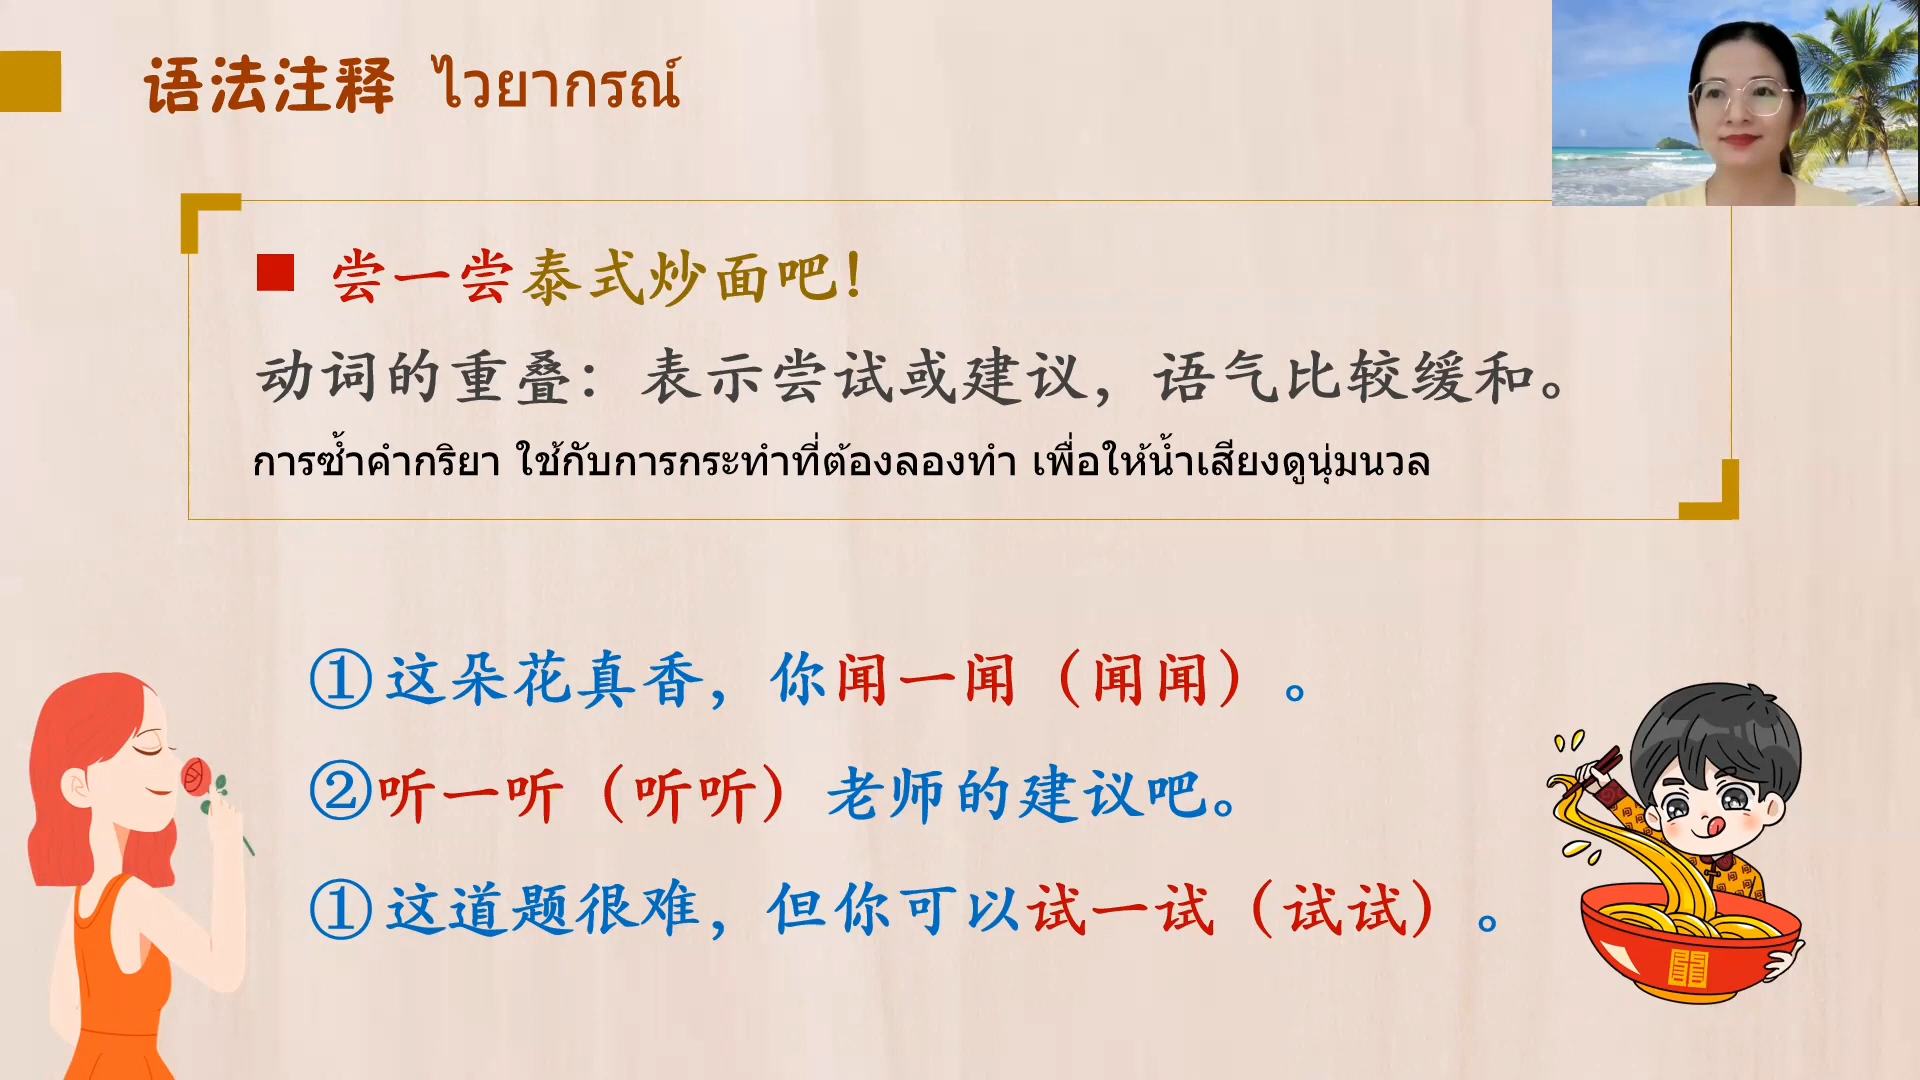 语法注释 ไวยากรณ์
■ 尝一尝泰式炒面吧！
动词的重叠：表示尝试或建议，语气比较缓和。
การซ้ำคำกริยา ใช้กับการกระทำที่ต้องลองทำ เพื่อให้น้ำเสียงดูนุ่มนวล
①这朵花真香，你闻一闻（闻闻）。
②听一听（听听）老师的建议吧。
①这道题很难，但你可以试一试（试试）。